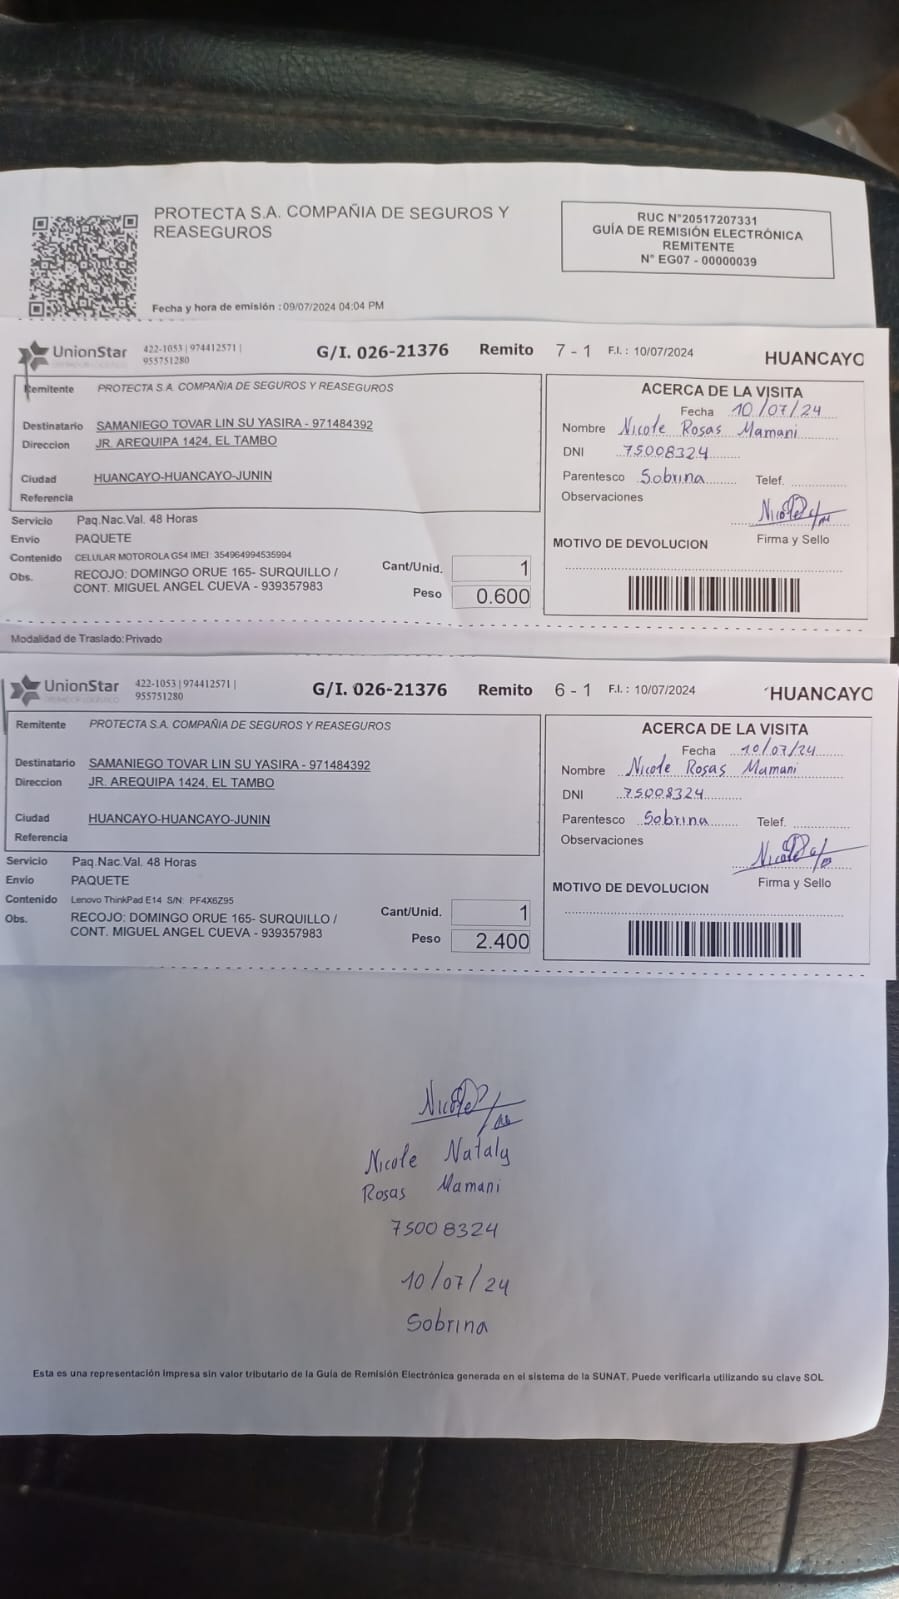 PROTECTA S.A. COMPAÑIA DE SEGUROS Y
REASEGUROS
RUC N°20517207331
GUÍA DE REMISIÓN ELECTRÓNICA
REMITENTE
N° EG07 - 00000039
Fecha y hora de emisión : 09/07/2024 04:04 PM
UnionStar 422-1053 | 974412571 |
955751280
G/I. 026-21376 Remito 7 - 1 F.I. : 10/07/2024 HUANCAYO
Remitente PROTECTA S.A. COMPAÑIA DE SEGUROS Y REASEGUROS
Destinatario SAMANIEGO TOVAR LIN SU YASIRA - 971484392
Direccion JR. AREQUIPA 1424, EL TAMBO
Ciudad HUANCAYO-HUANCAYO-JUNIN
Referencia
Servicio Paq.Nac.Val. 48 Horas
Envio PAQUETE
Contenido CELULAR MOTOROLA G54 IMEI: 354964994535994
Obs. RECOJO: DOMINGO ORUE 165- SURQUILLO /
CONT. MIGUEL ANGEL CUEVA - 939357983
Cant/Unid. 1
Peso 0.600
ACERCA DE LA VISITA
Fecha 10/07/24
Nombre Nicole Rosas Mamani
DNI 75008324
Parentesco Sobrina Telef.
Observaciones
MOTIVO DE DEVOLUCION Firma y Sello
Modalidad de Traslado:Privado
UnionStar 422-1053 | 974412571 |
955751280
G/I. 026-21376 Remito 6 - 1 F.I. : 10/07/2024 HUANCAYO
Remitente PROTECTA S.A. COMPAÑIA DE SEGUROS Y REASEGUROS
Destinatario SAMANIEGO TOVAR LIN SU YASIRA - 971484392
Direccion JR. AREQUIPA 1424, EL TAMBO
Ciudad HUANCAYO-HUANCAYO-JUNIN
Referencia
Servicio Paq.Nac.Val. 48 Horas
Envio PAQUETE
Contenido Lenovo ThinkPad E14 S/N: PF4X6Z95
Obs. RECOJO: DOMINGO ORUE 165- SURQUILLO /
CONT. MIGUEL ANGEL CUEVA - 939357983
Cant/Unid. 1
Peso 2.400
ACERCA DE LA VISITA
Fecha 10/07/24
Nombre Nicole Rosas Mamani
DNI 75008324
Parentesco Sobrina Telef.
Observaciones
MOTIVO DE DEVOLUCION Firma y Sello
Nicole Nataly
Rosas Mamani
75008324
10/07/24
Sobrina
Esta es una representación impresa sin valor tributario de la Guía de Remisión Electrónica generada en el sistema de la SUNAT. Puede verificarla utilizando su clave SOL